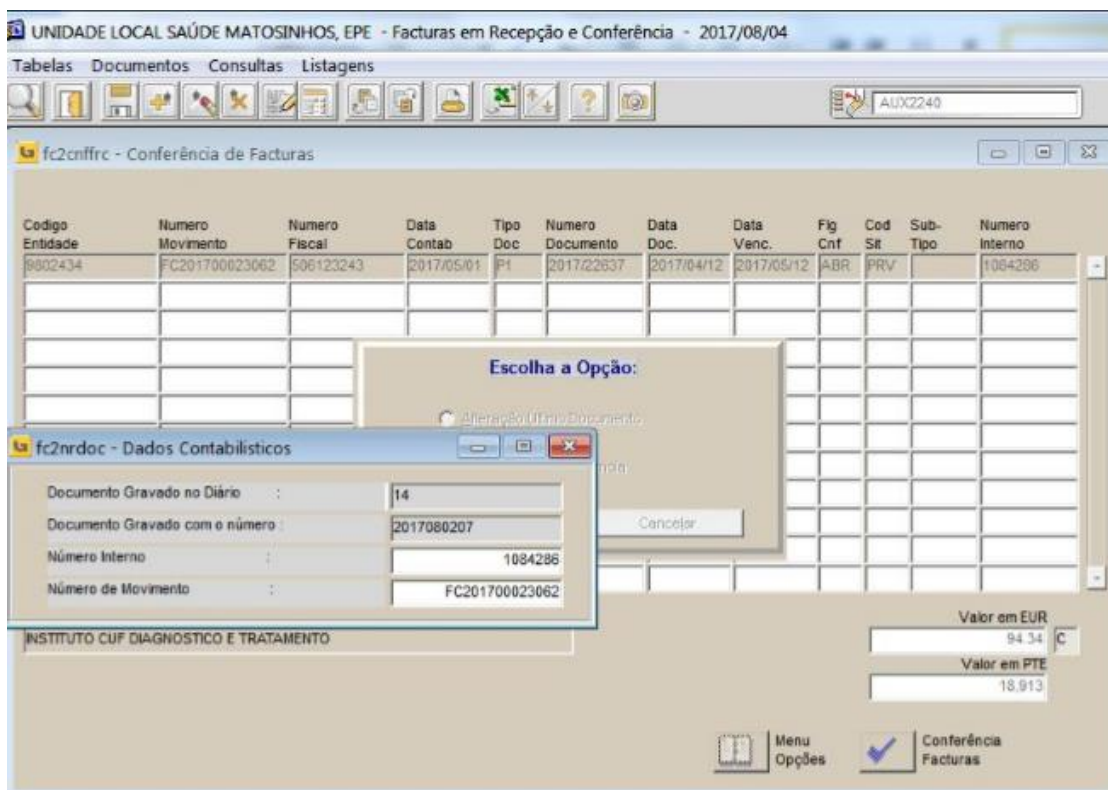 UNIDADE LOCAL SAÚDE MATOSINHOS, EPE - Facturas em Recepção e Conferência - 2017/08/04
Tabelas Documentos Consultas Listagens
AUX2240
fc2cnffrc - Conferência de Facturas
Codigo Entidade
Numero Movimento
Numero Fiscal
Data Contab
Tipo Doc
Numero Documento
Data Doc.
Data Venc.
Flg Cnf
Cod Sit
Sub-Tipo
Numero Interno
9802434 FC201700023062 506123243 2017/05/01 P1 2017/22637 2017/04/12 2017/05/12 ABR PRV 1084286
Escolha a Opção:
Alteração Último Documento
Cancelar
fc2nrdoc - Dados Contabilisticos
Documento Gravado no Diário : 14
Documento Gravado com o número : 2017080207
Número Interno : 1084286
Número de Movimento : FC201700023062
INSTITUTO CUF DIAGNOSTICO E TRATAMENTO
Valor em EUR
94.34 C
Valor em PTE
18,913
Menu
Opções
Conferência
Facturas